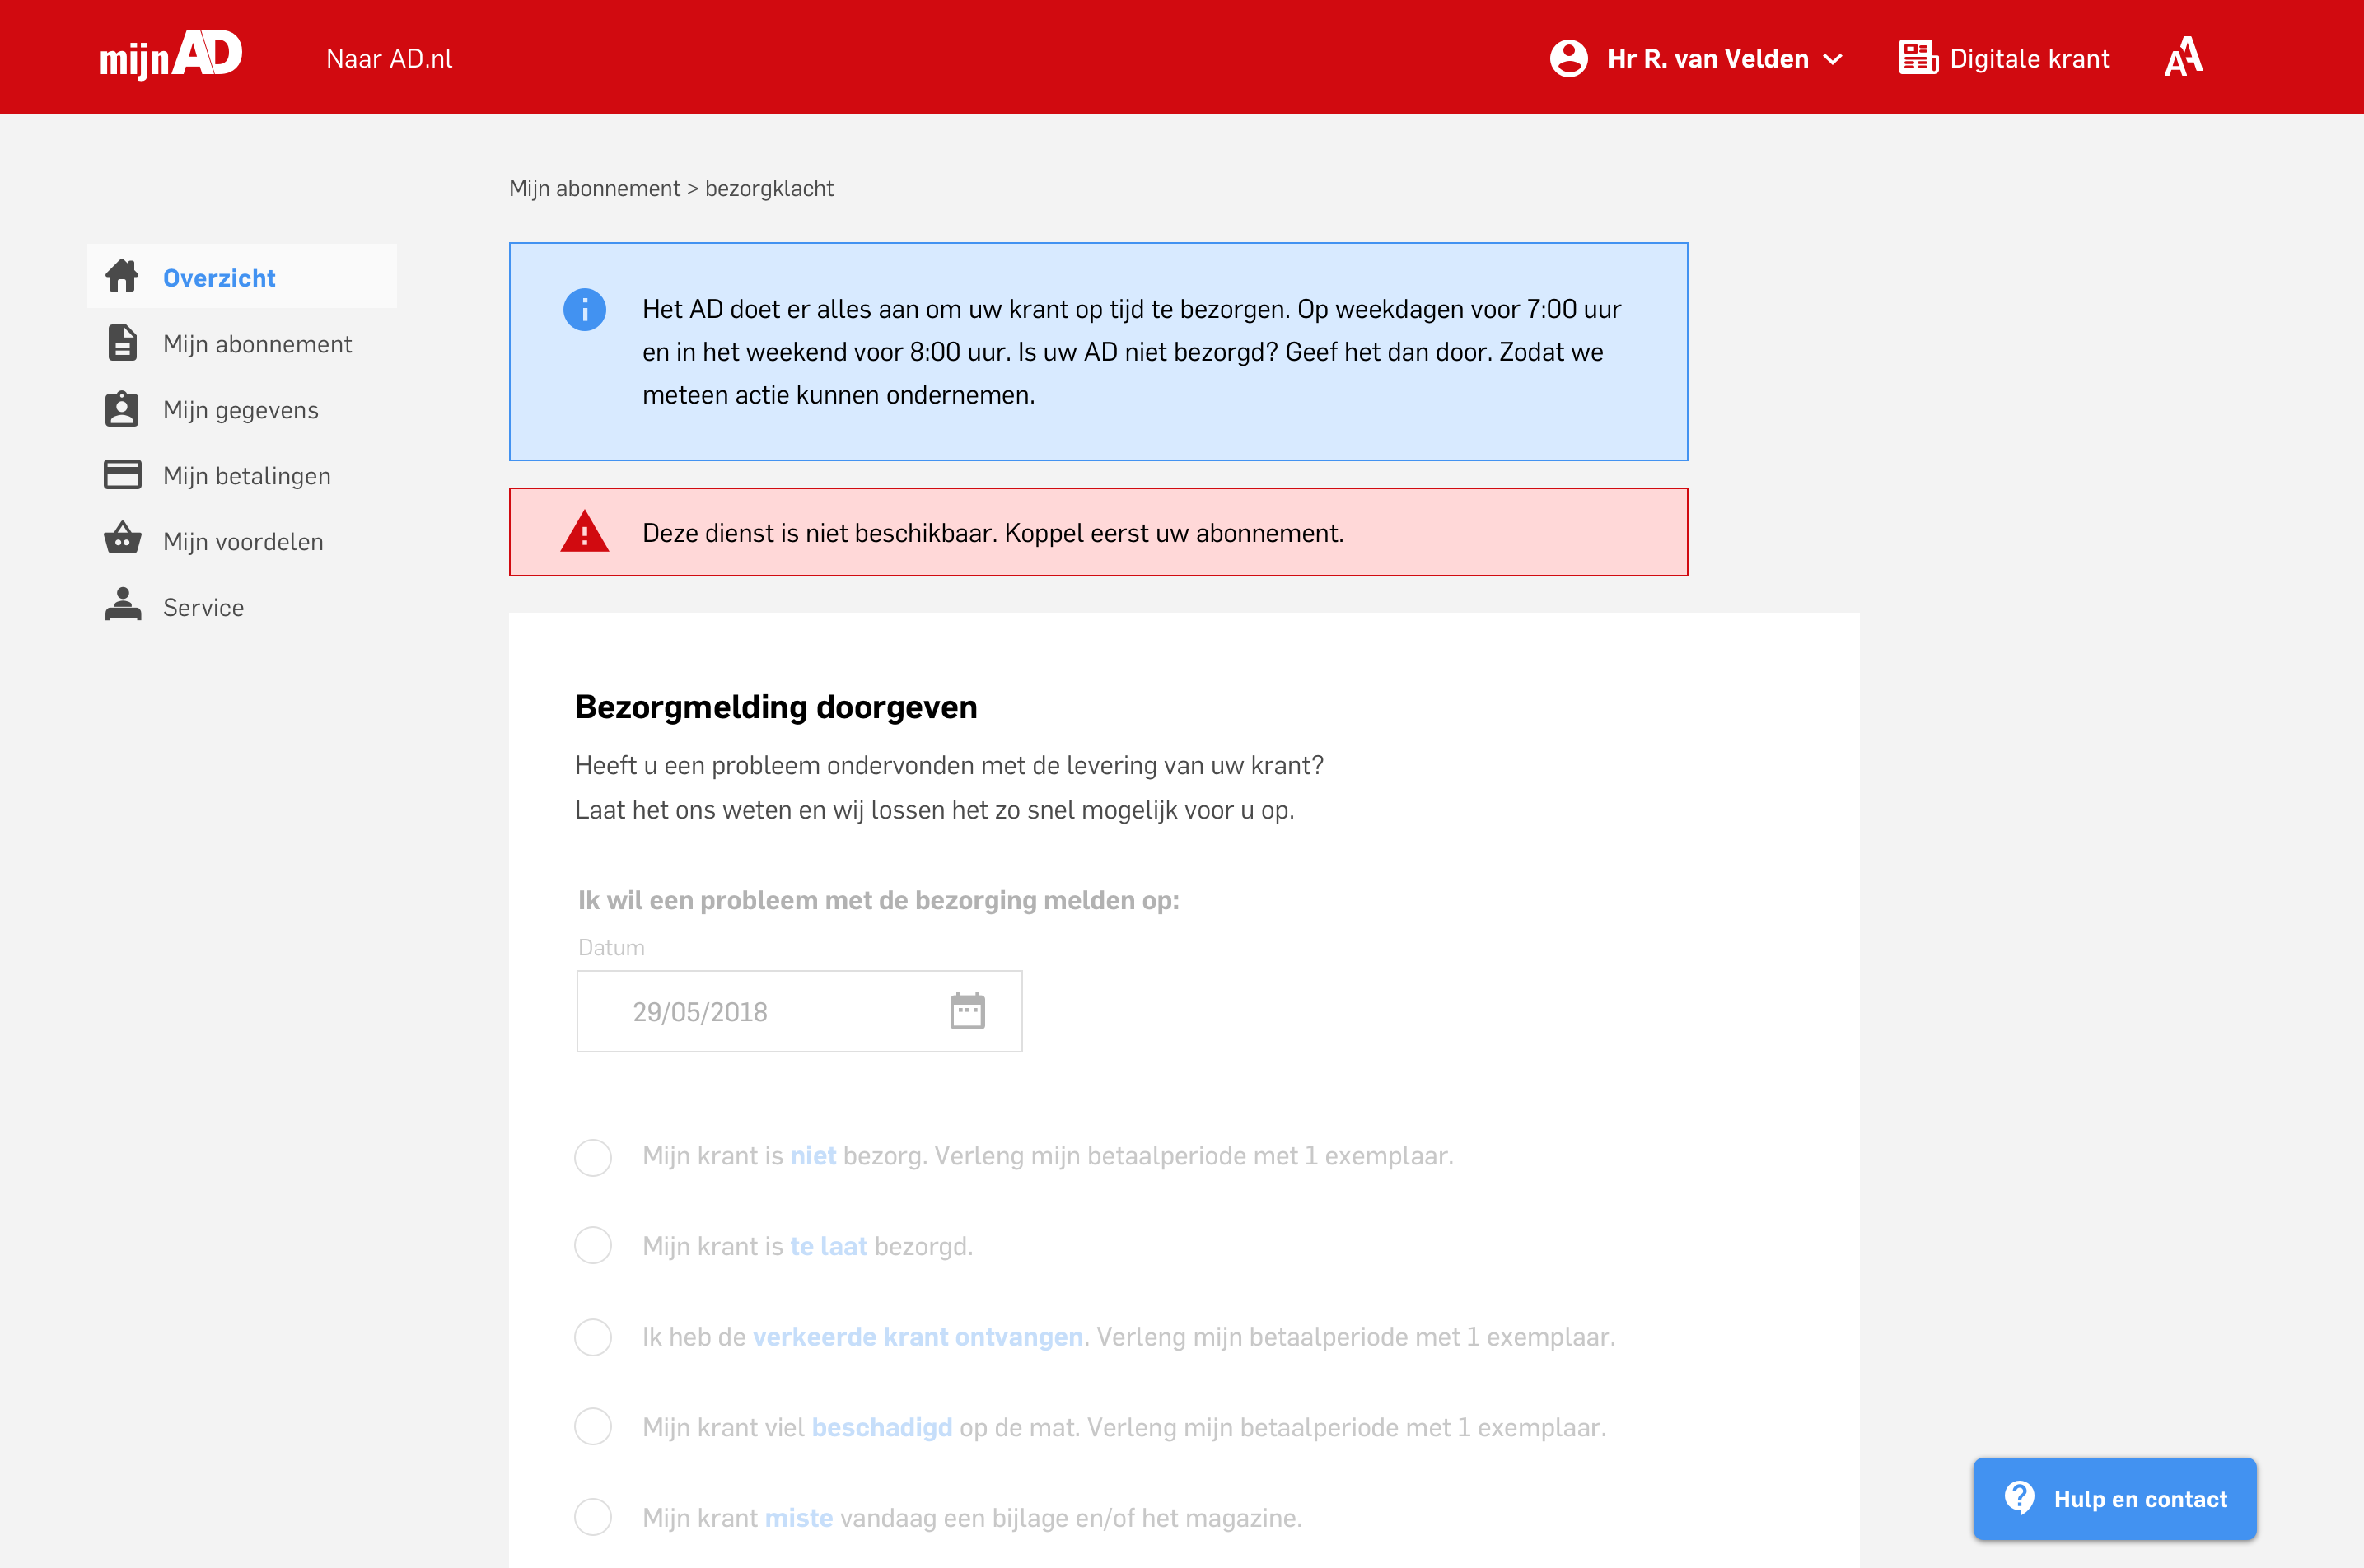 mijnAD
Naar AD.nl
Hr R. van Velden
Digitale krant
Mijn abonnement > bezorgklacht
Overzicht
Mijn abonnement
Mijn gegevens
Mijn betalingen
Mijn voordelen
Service
Het AD doet er alles aan om uw krant op tijd te bezorgen. Op weekdagen voor 7:00 uur
en in het weekend voor 8:00 uur. Is uw AD niet bezorgd? Geef het dan door. Zodat we
meteen actie kunnen ondernemen.
Deze dienst is niet beschikbaar. Koppel eerst uw abonnement.
Bezorgmelding doorgeven
Heeft u een probleem ondervonden met de levering van uw krant?
Laat het ons weten en wij lossen het zo snel mogelijk voor u op.
Ik wil een probleem met de bezorging melden op:
Datum
29/05/2018
Mijn krant is niet bezorg. Verleng mijn betaalperiode met 1 exemplaar.
Mijn krant is te laat bezorgd.
Ik heb de verkeerde krant ontvangen. Verleng mijn betaalperiode met 1 exemplaar.
Mijn krant viel beschadigd op de mat. Verleng mijn betaalperiode met 1 exemplaar.
Mijn krant miste vandaag een bijlage en/of het magazine.
Hulp en contact